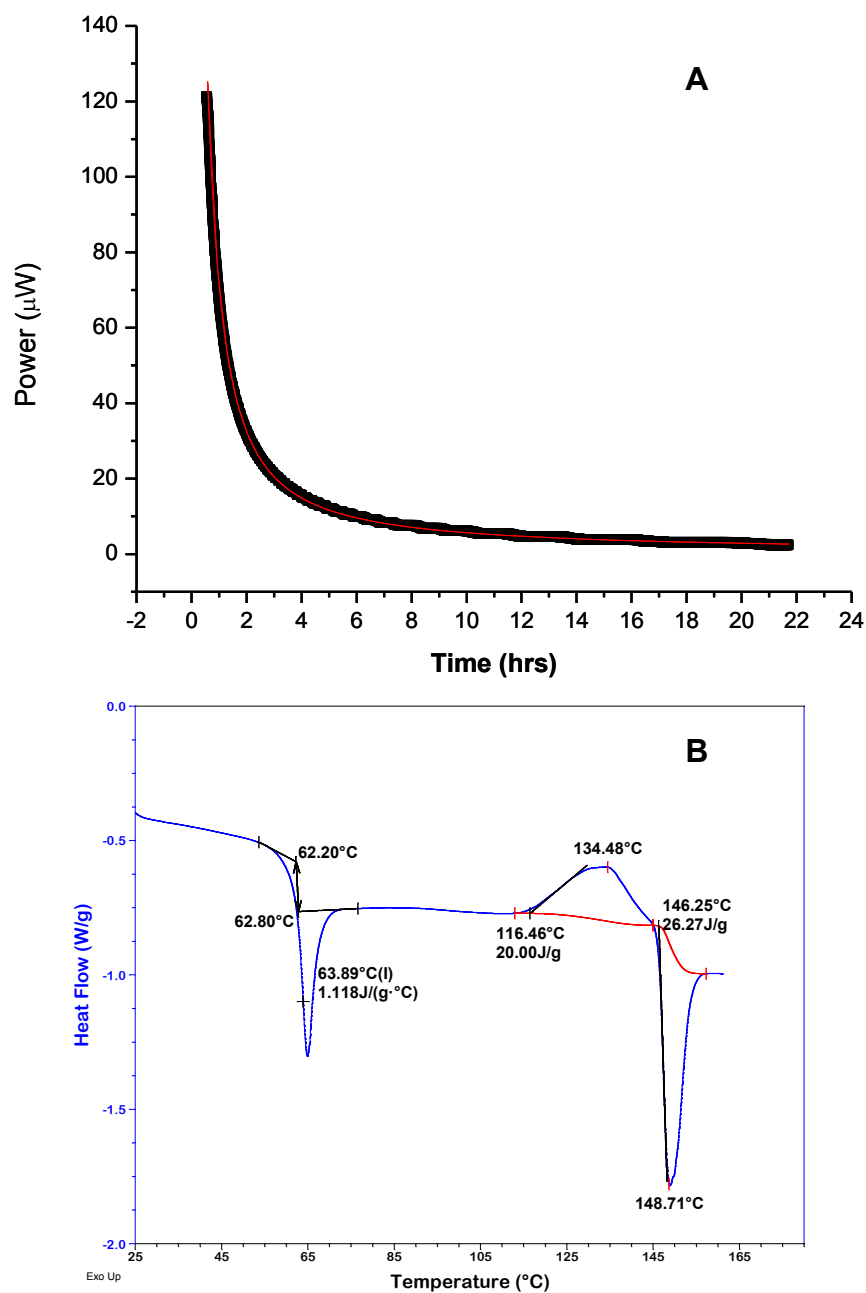 A
140
120
100
80
60
40
20
0
Power (μW)
-2 0 2 4 6 8 10 12 14 16 18 20 22 24
Time (hrs)
B
0.0
-0.5
-1.0
-1.5
-2.0
Heat Flow (W/g)
62.20°C
62.80°C
63.89°C(I)
1.118J/(g·°C)
134.48°C
116.46°C
20.00J/g
146.25°C
26.27J/g
148.71°C
25 45 65 85 105 125 145 165
Exo Up
Temperature (°C)